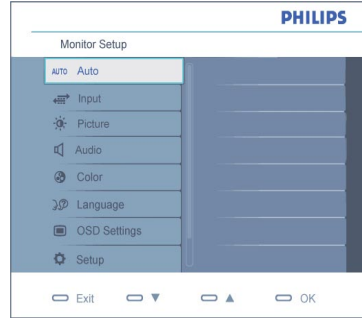 PHILIPS
Monitor Setup
AUTO Auto
Input
Picture
Audio
Color
Language
OSD Settings
Setup
Exit ▼ ▲ OK